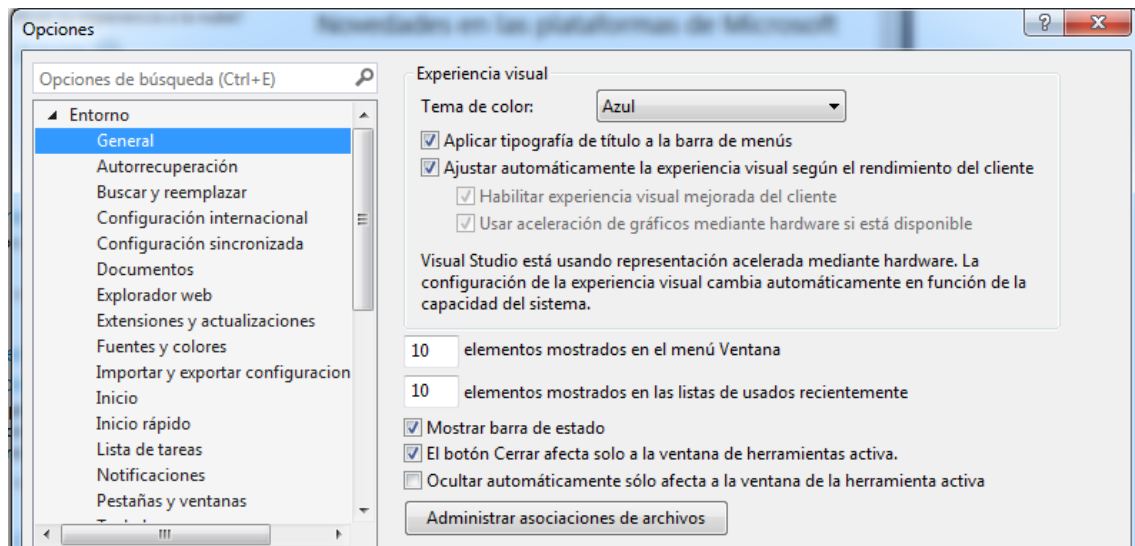 Novedades en las plataformas de Microsoft
Opciones
Opciones de búsqueda (Ctrl+E)
Entorno
General
Autorrecuperación
Buscar y reemplazar
Configuración internacional
Configuración sincronizada
Documentos
Explorador web
Extensiones y actualizaciones
Fuentes y colores
Importar y exportar configuracion
Inicio
Inicio rápido
Lista de tareas
Notificaciones
Pestañas y ventanas
Experiencia visual
Tema de color: Azul
Aplicar tipografía de título a la barra de menús
Ajustar automáticamente la experiencia visual según el rendimiento del cliente
Habilitar experiencia visual mejorada del cliente
Usar aceleración de gráficos mediante hardware si está disponible
Visual Studio está usando representación acelerada mediante hardware. La
configuración de la experiencia visual cambia automáticamente en función de la
capacidad del sistema.
10 elementos mostrados en el menú Ventana
10 elementos mostrados en las listas de usados recientemente
Mostrar barra de estado
El botón Cerrar afecta solo a la ventana de herramientas activa.
Ocultar automáticamente sólo afecta a la ventana de la herramienta activa
Administrar asociaciones de archivos